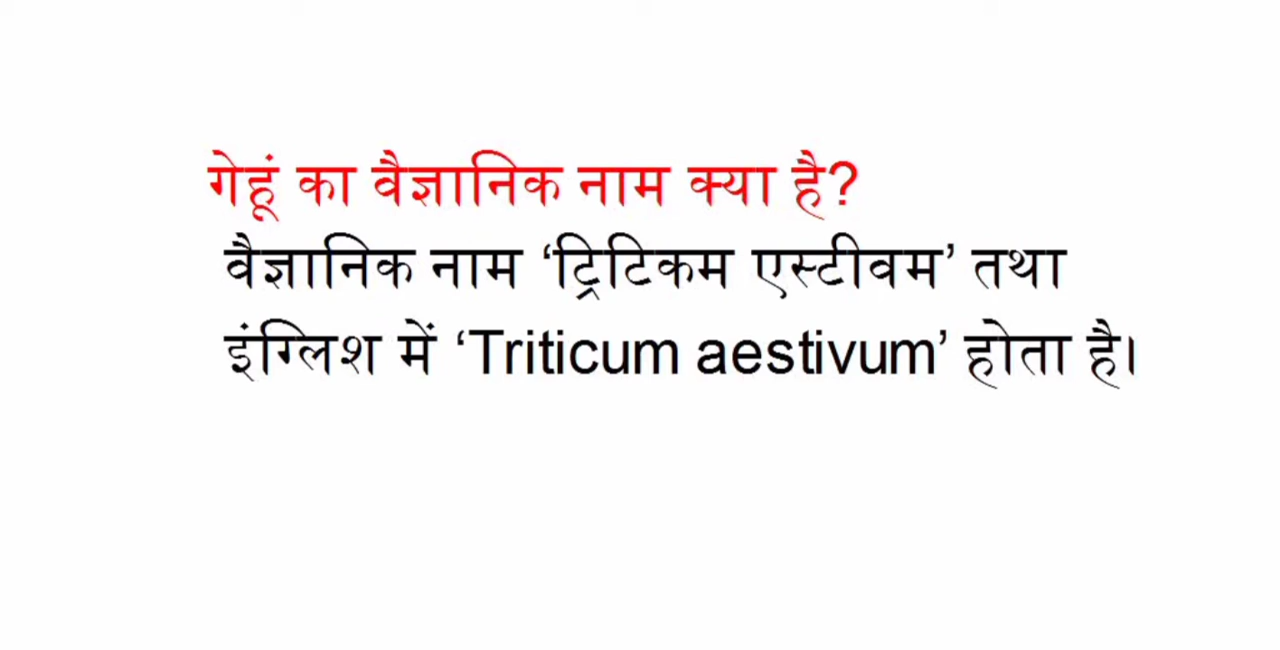 गेहूं का वैज्ञानिक नाम क्या है?
वैज्ञानिक नाम ‘ट्रिटिकम एस्टीवम’ तथा
इंग्लिश में ‘Triticum aestivum’ होता है।